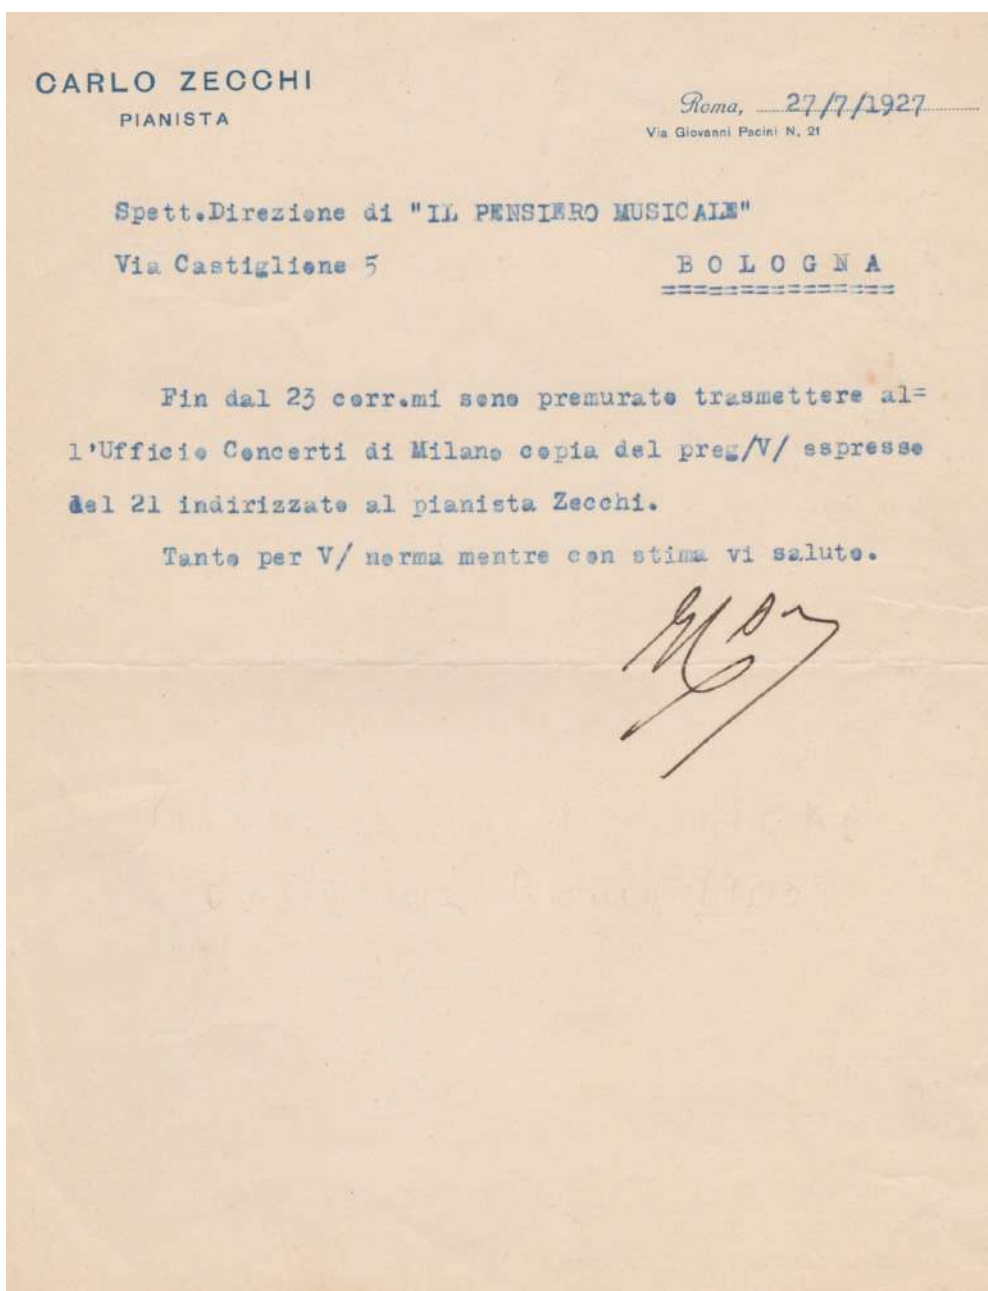 CARLO ZECCHI
PIANISTA
Roma, 27/7/1927
Via Giovanni Pacini N, 21
Spett.Direzione di "IL PENSIERO MUSICALE"
Via Castiglione 5
BOLOGNA
===============
Fin dal 23 corr.mi sono premurato trasmettere al=
l'Ufficio Concerti di Milano copia del preg/V/ espresso
del 21 indirizzato al pianista Zecchi.
Tanto per V/ norma mentre con stima vi saluto.